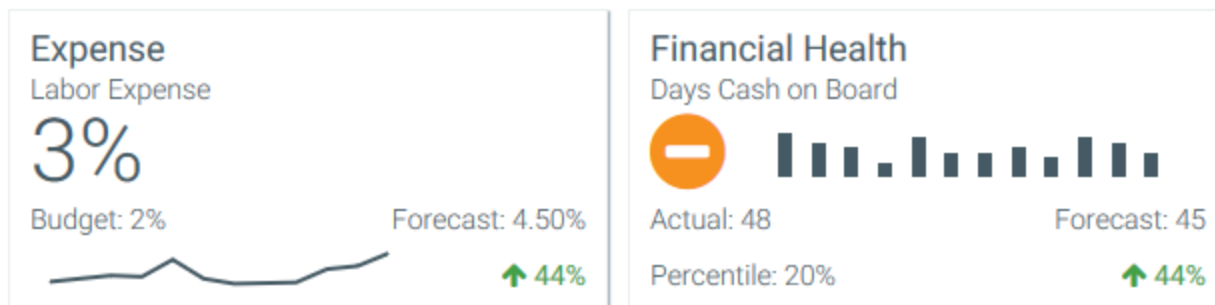 Expense
Labor Expense
3%
Budget: 2% Forecast: 4.50%
44%
Financial Health
Days Cash on Board
Actual: 48 Forecast: 45
Percentile: 20% 44%